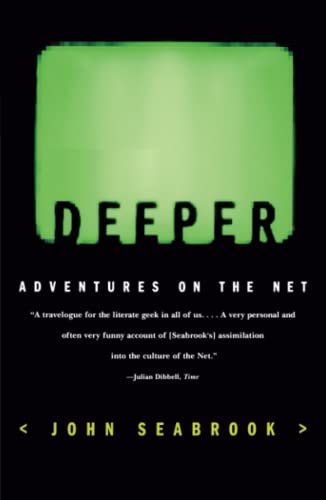 DEEPER
ADVENTURES ON THE NET
“A travelogue for the literate geek in all of us. . . . A very personal and
often very funny account of [Seabrook's] assimilation
into the culture of the Net.”
—Julian Dibbell, Time
< JOHN SEABROOK >